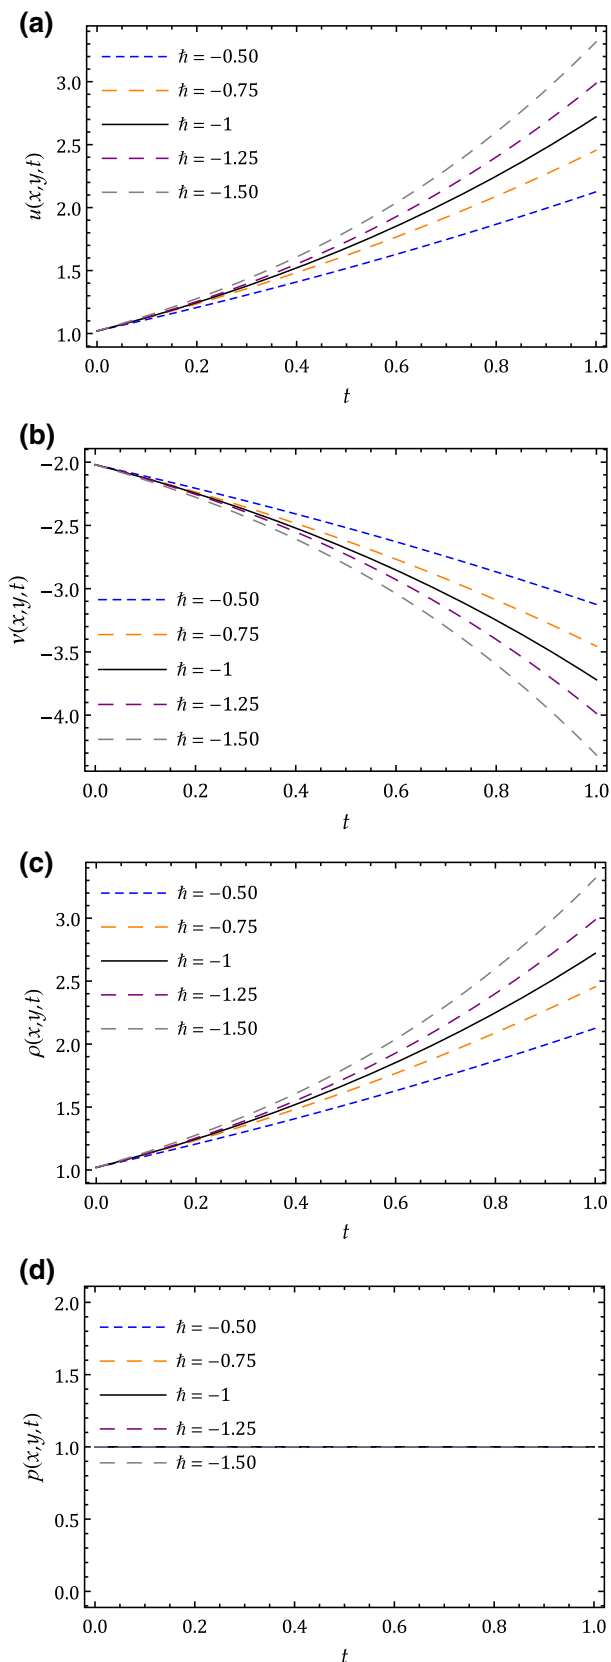 (a)
ℏ = −0.50
ℏ = −0.75
ℏ = −1
ℏ = −1.25
ℏ = −1.50
3.0
2.5
2.0
1.5
1.0
u(x,y,t)
0.0 0.2 0.4 0.6 0.8 1.0
t
(b)
−2.0
−2.5
−3.0
−3.5
−4.0
v(x,y,t)
ℏ = −0.50
ℏ = −0.75
ℏ = −1
ℏ = −1.25
ℏ = −1.50
0.0 0.2 0.4 0.6 0.8 1.0
t
(c)
ℏ = −0.50
ℏ = −0.75
ℏ = −1
ℏ = −1.25
ℏ = −1.50
3.0
2.5
2.0
1.5
1.0
ρ(x,y,t)
0.0 0.2 0.4 0.6 0.8 1.0
t
(d)
2.0
1.5
1.0
0.5
0.0
p(x,y,t)
ℏ = −0.50
ℏ = −0.75
ℏ = −1
ℏ = −1.25
ℏ = −1.50
0.0 0.2 0.4 0.6 0.8 1.0
t